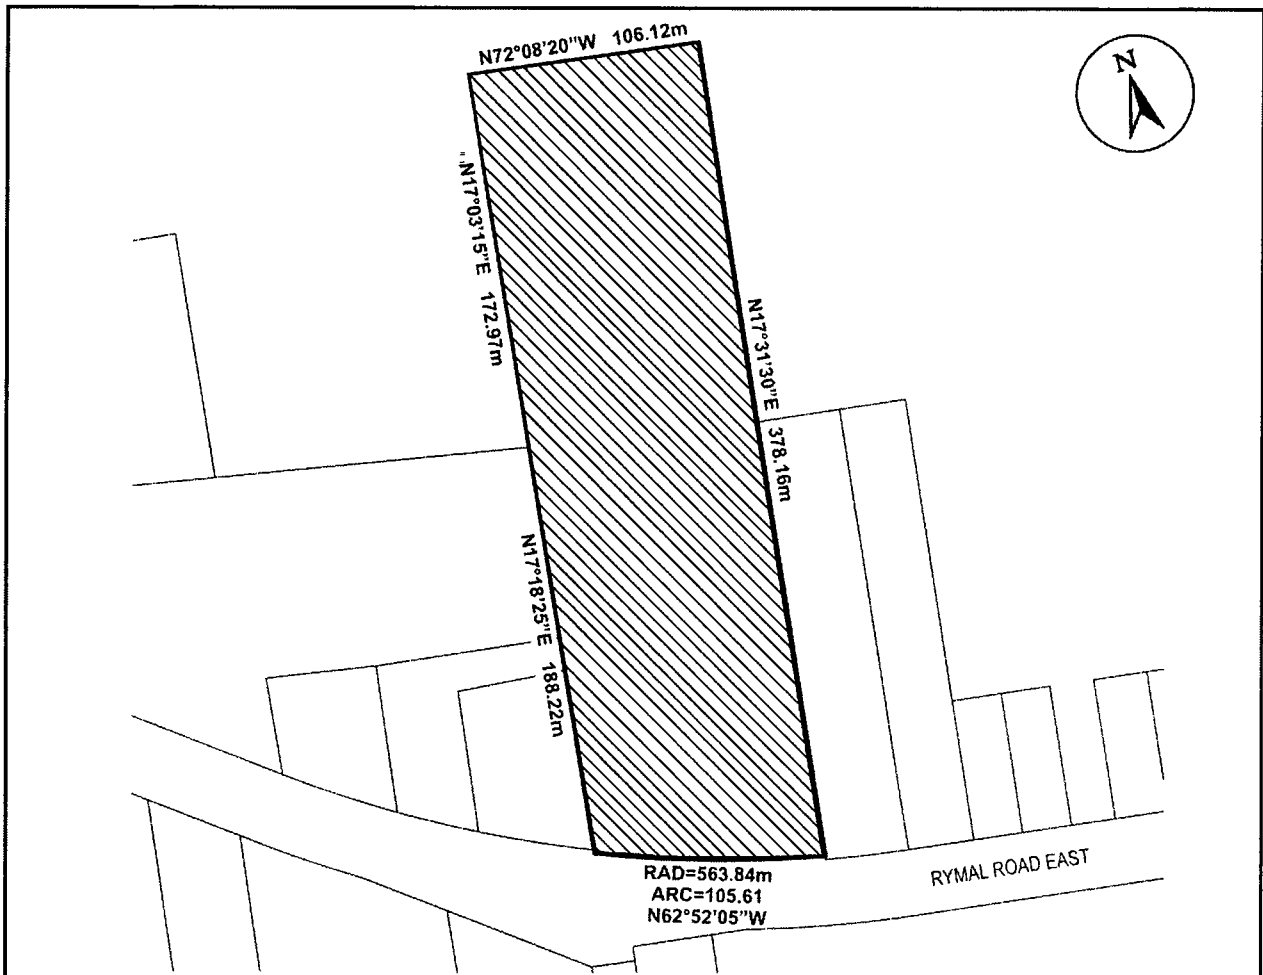 N72°08'20"W 106.12m
N
N17°03'15"E 172.97m
N17°31'30"E 378.16m
N17°18'25"E 188.22m
RAD=563.84m
ARC=105.61
N62°52'05"W
RYMAL ROAD EAST